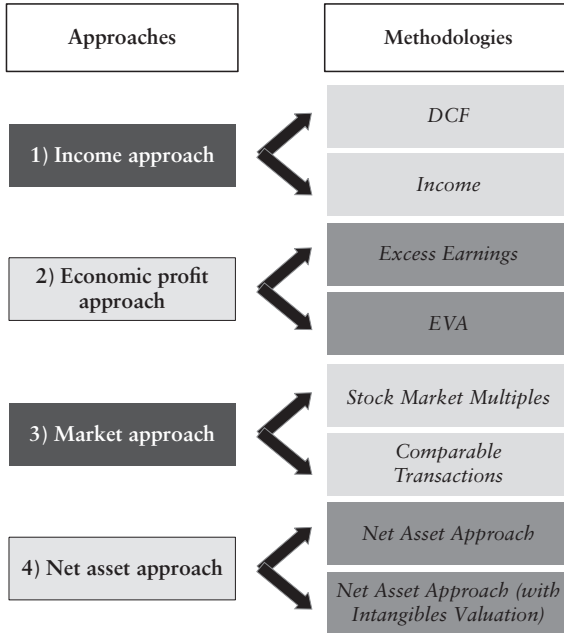 Approaches
Methodologies
1) Income approach
DCF
Income
2) Economic profit
approach
Excess Earnings
EVA
3) Market approach
Stock Market Multiples
Comparable
Transactions
4) Net asset approach
Net Asset Approach
Net Asset Approach (with
Intangibles Valuation)